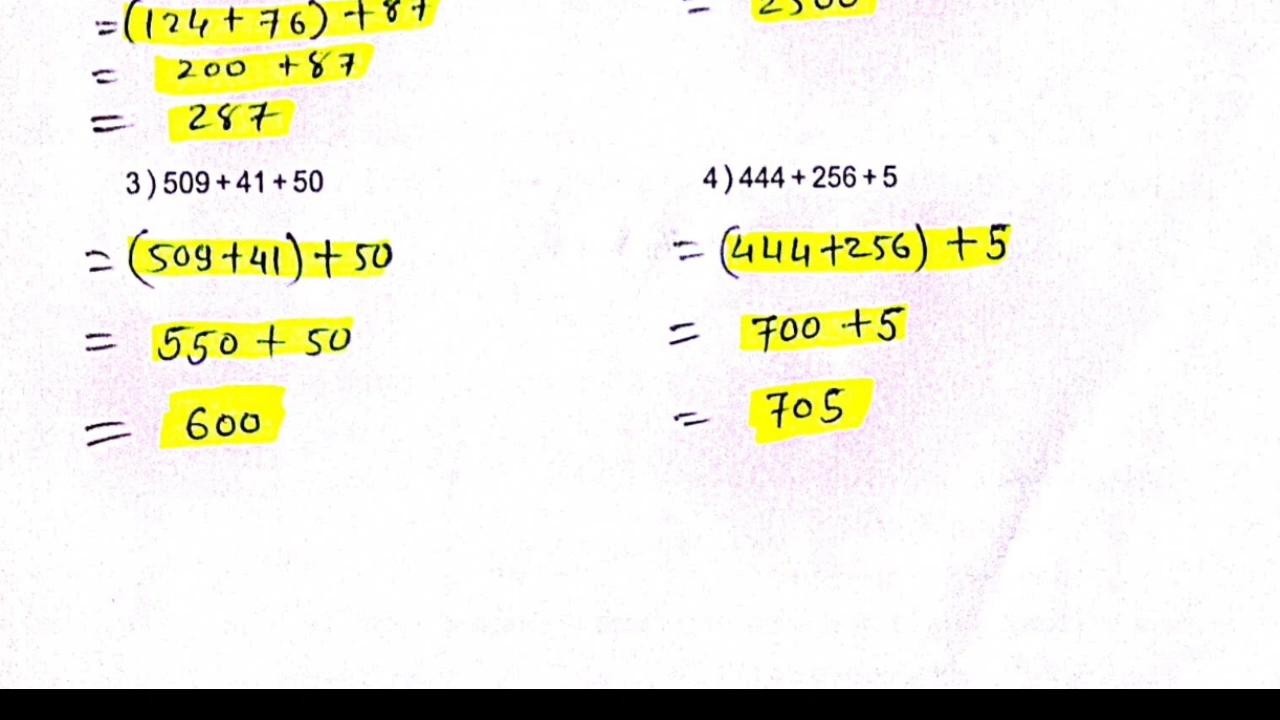 =(124+76)+87
= 200 +87
= 287
=
3) 509+41+50
=(509+41)+50
= 550+ 50
= 600
4) 444+256+5
= (444+256) +5
= 700 +5
= 705